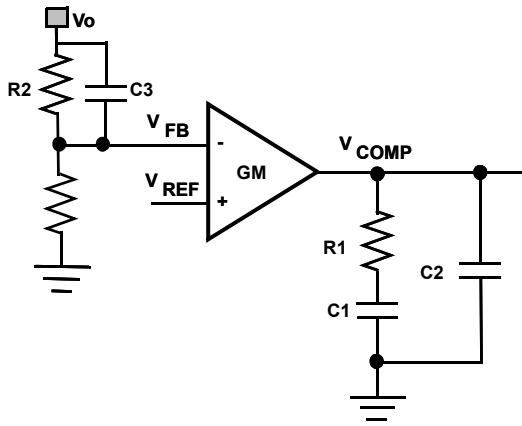 Vo
R2
C3
V FB
GM
V COMP
-
V REF
+
R1
C2
C1